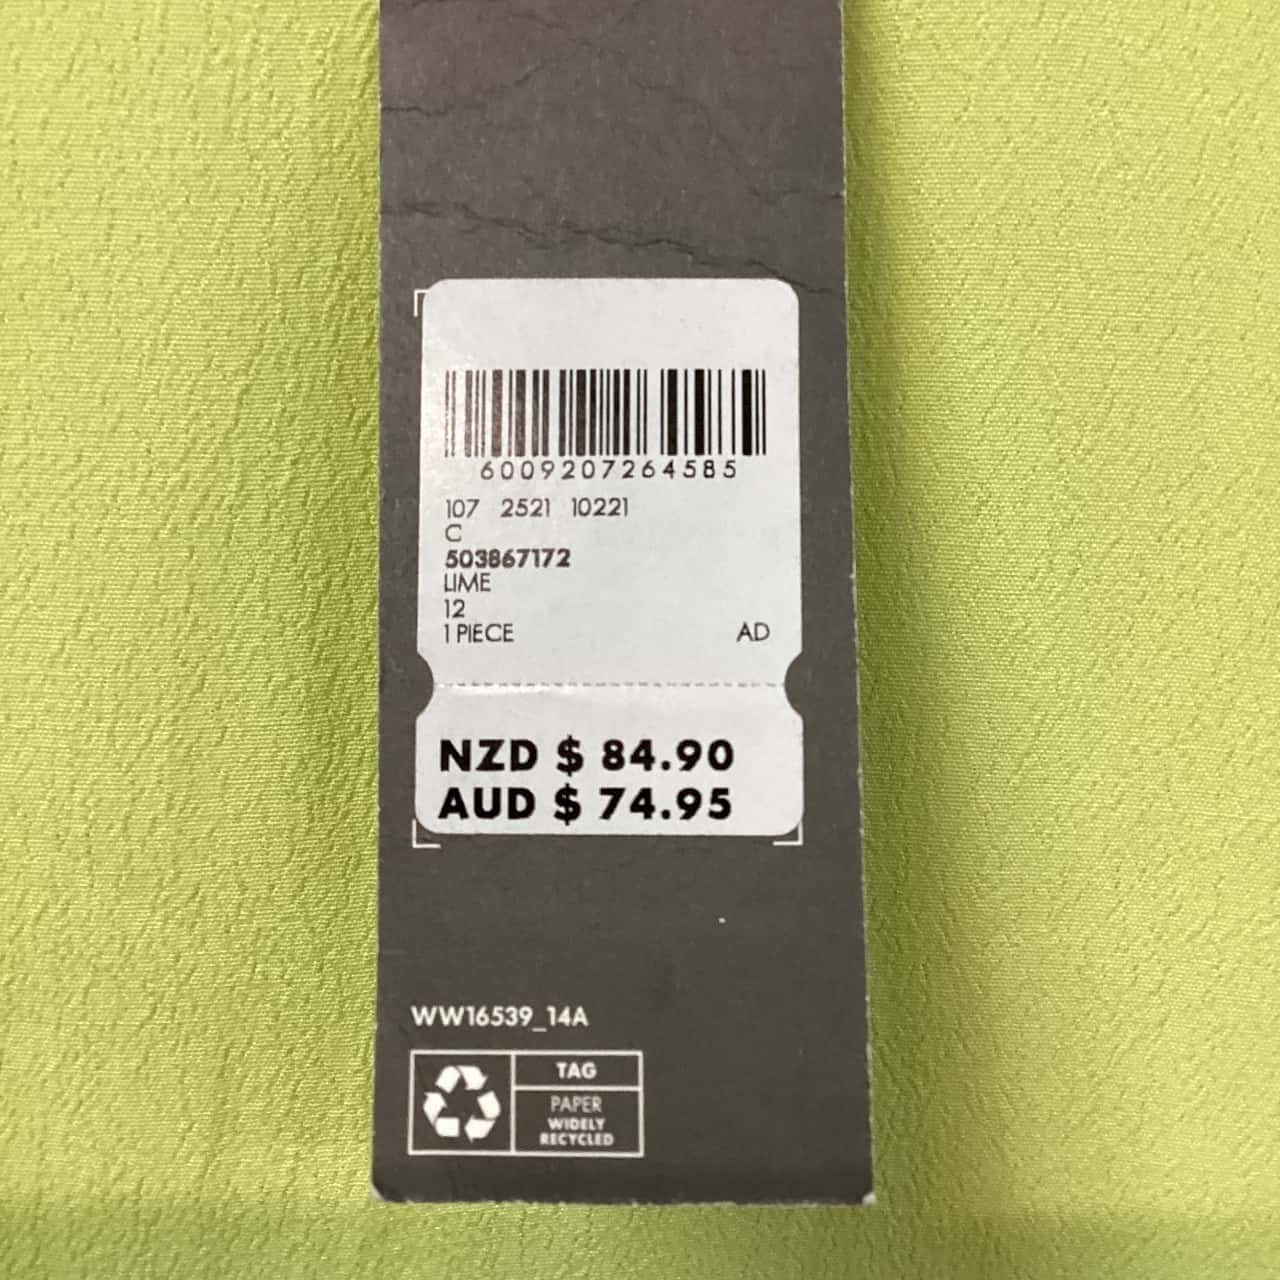 6009207264585
107 2521 10221
C
503867172
LIME
12
1 PIECE AD
NZD $ 84.90
AUD $ 74.95
WW16539_14A
TAG
PAPER
WIDELY
RECYCLED